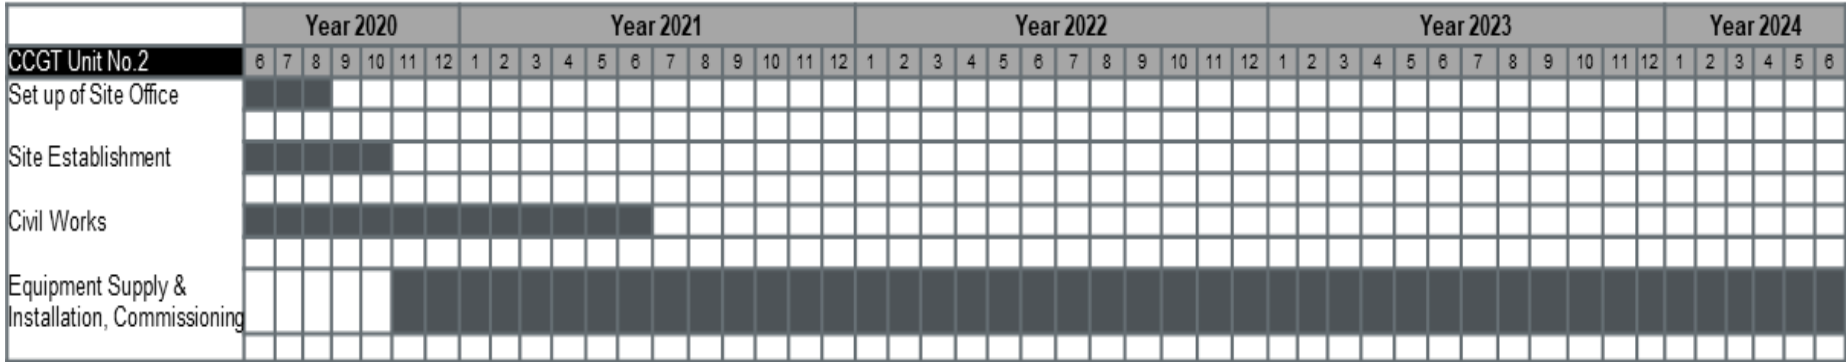 Year 2020 Year 2021 Year 2022 Year 2023 Year 2024
CCGT Unit No.2 6 7 8 9 10 11 12 1 2 3 4 5 6 7 8 9 10 11 12 1 2 3 4 5 6 7 8 9 10 11 12 1 2 3 4 5 6 7 8 9 10 11 12 1 2 3 4 5 6
Set up of Site Office
Site Establishment
Civil Works
Equipment Supply &
Installation, Commissioning